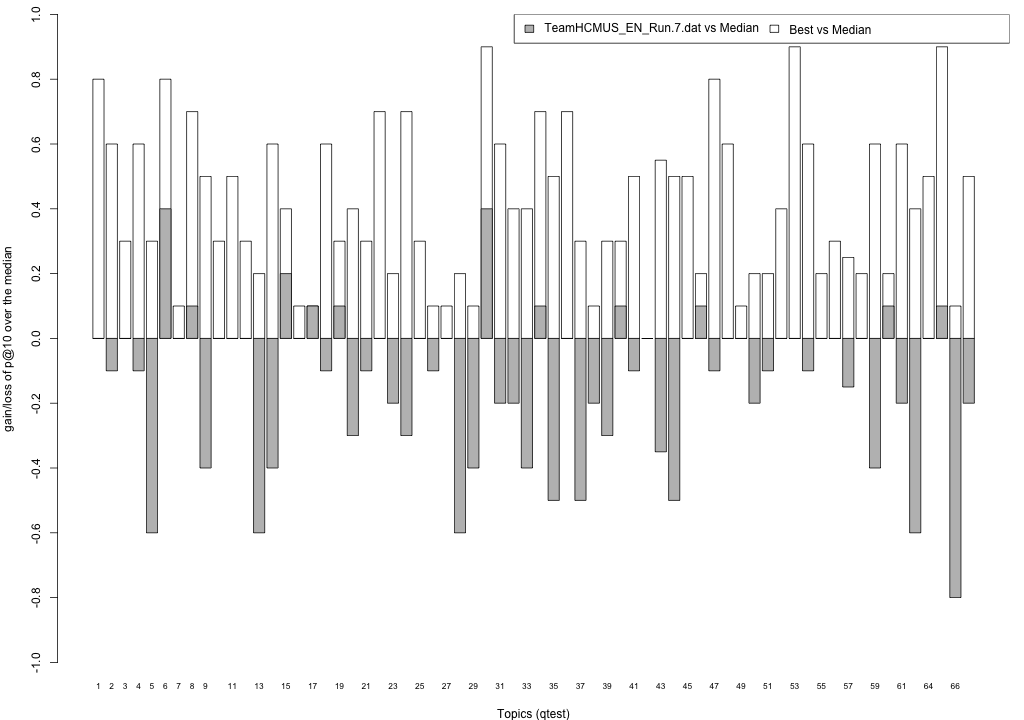 TeamHCMUS_EN_Run.7.dat vs Median Best vs Median
gain/loss of p@10 over the median
1.0
0.8
0.6
0.4
0.2
0.0
-0.2
-0.4
-0.6
-0.8
-1.0
1 2 3 4 5 6 7 8 9 11 13 15 17 19 21 23 25 27 29 31 33 35 37 39 41 43 45 47 49 51 53 55 57 59 61 64 66
Topics (qtest)